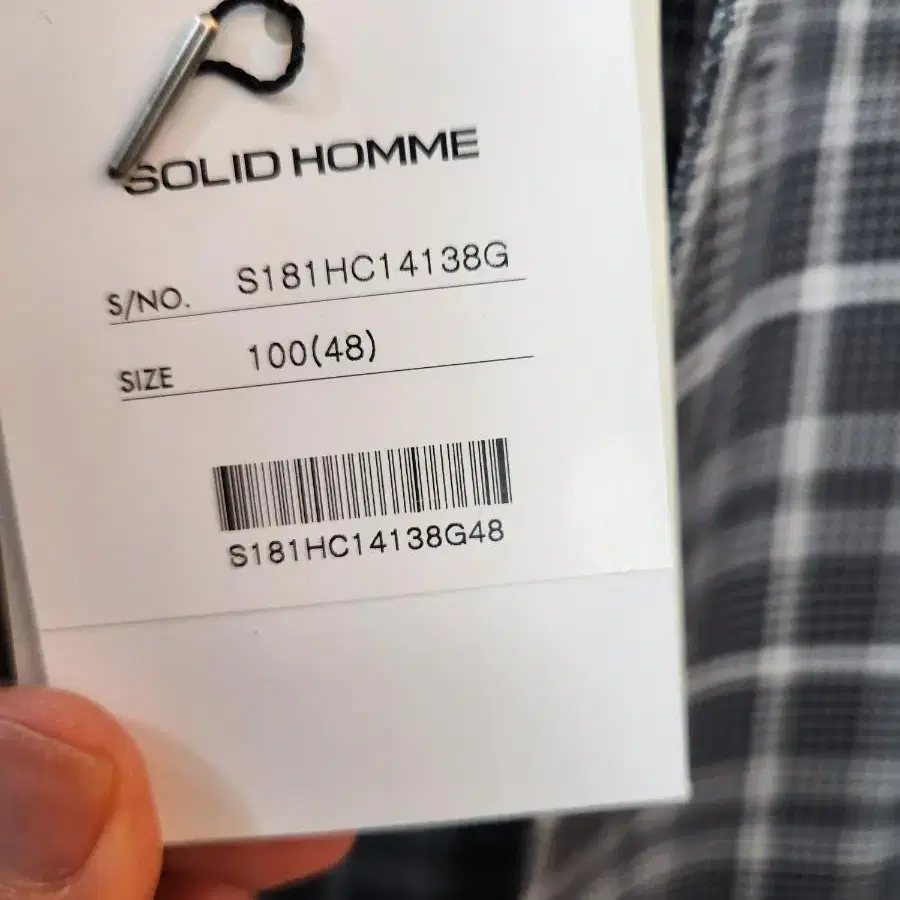 SOLID HOMME
S/NO. S181HC14138G
SIZE 100(48)
S181HC14138G48